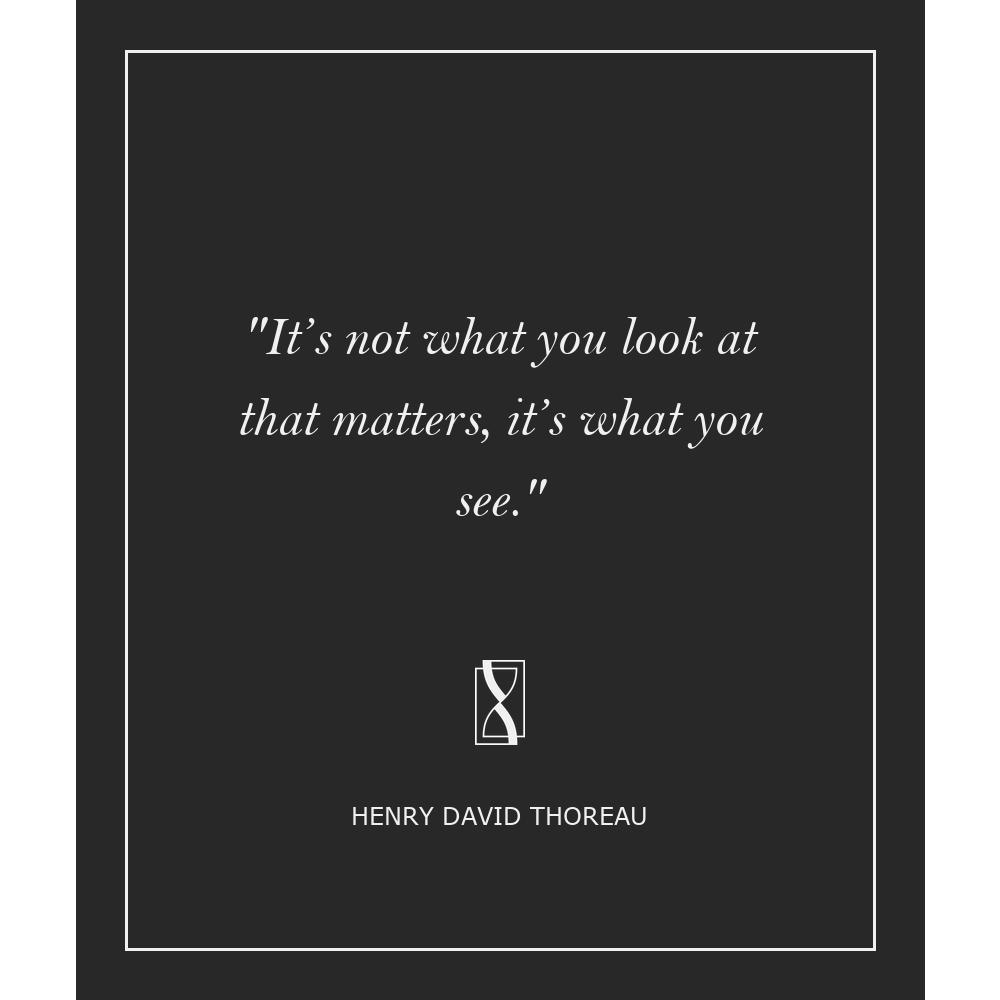 "It’s not what you look at
that matters, it’s what you
see."
HENRY DAVID THOREAU